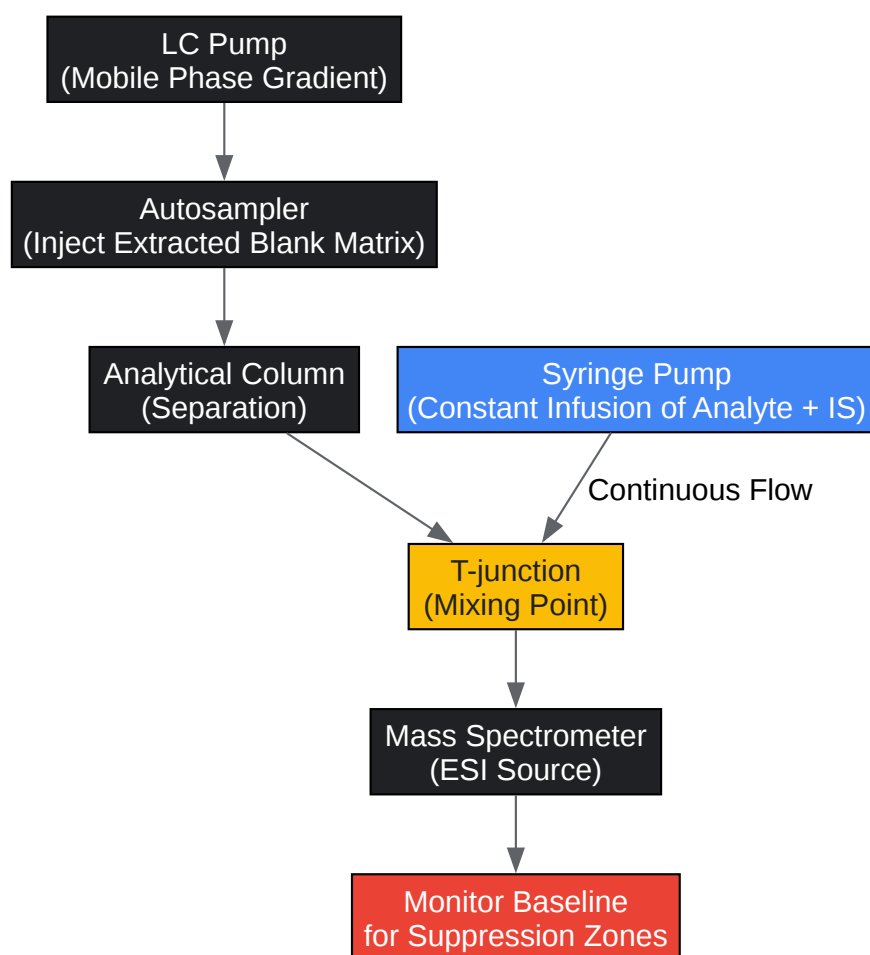 LC Pump
(Mobile Phase Gradient)
Autosampler
(Inject Extracted Blank Matrix)
Analytical Column
(Separation)
Syringe Pump
(Constant Infusion of Analyte + IS)
Continuous Flow
T-junction
(Mixing Point)
Mass Spectrometer
(ESI Source)
Monitor Baseline
for Suppression Zones